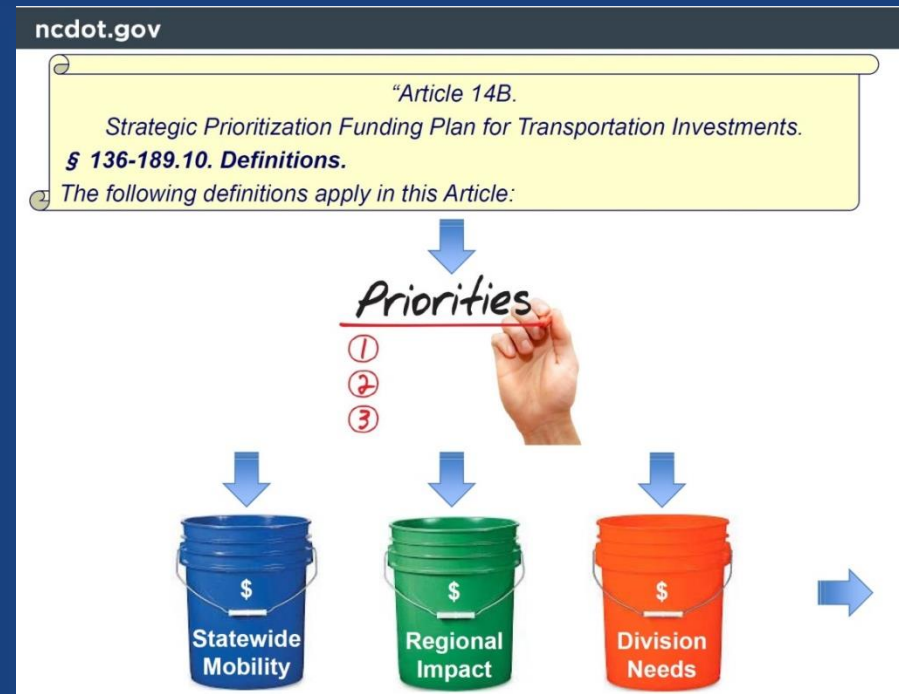 ncdot.gov
“Article 14B.
Strategic Prioritization Funding Plan for Transportation Investments.
§ 136-189.10. Definitions.
The following definitions apply in this Article:
Priorities
1
2
3
$
Statewide
Mobility
$
Regional
Impact
$
Division
Needs